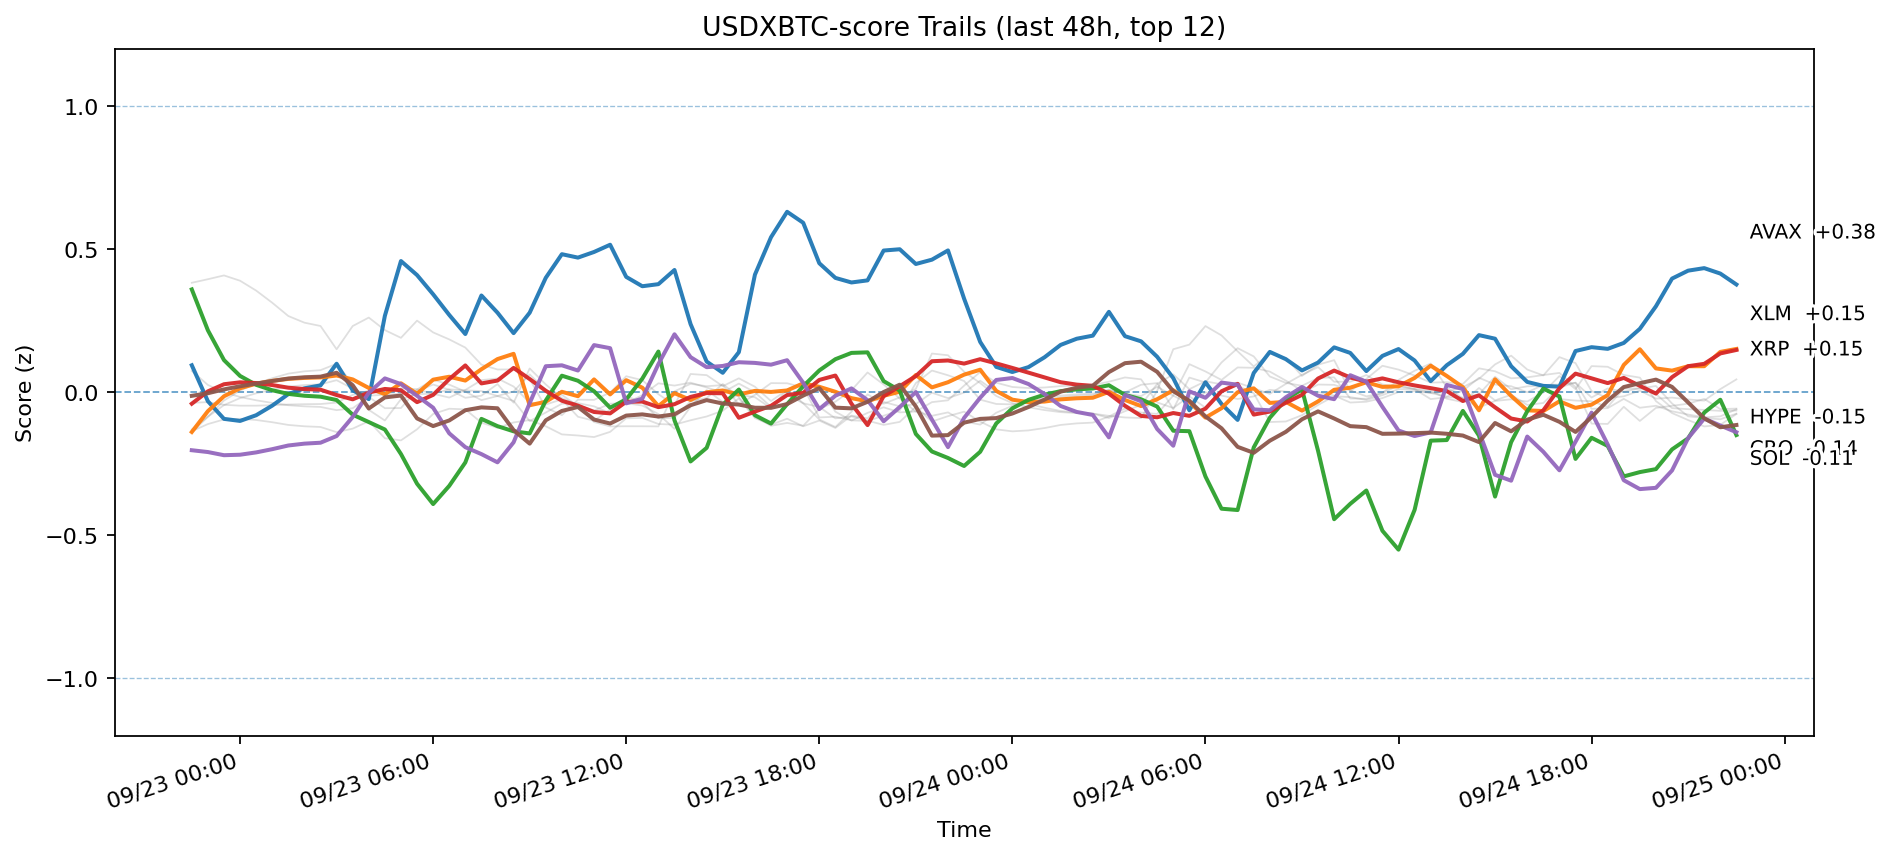 USDXBTC-score Trails (last 48h, top 12)
Score (z)
1.0
0.5
0.0
−0.5
−1.0
AVAX +0.38
XLM +0.15
XRP +0.15
HYPE -0.15
CRO -0.14
SOL -0.11
09/23 00:00
09/23 06:00
09/23 12:00
09/23 18:00
09/24 00:00
09/24 06:00
09/24 12:00
09/24 18:00
09/25 00:00
Time